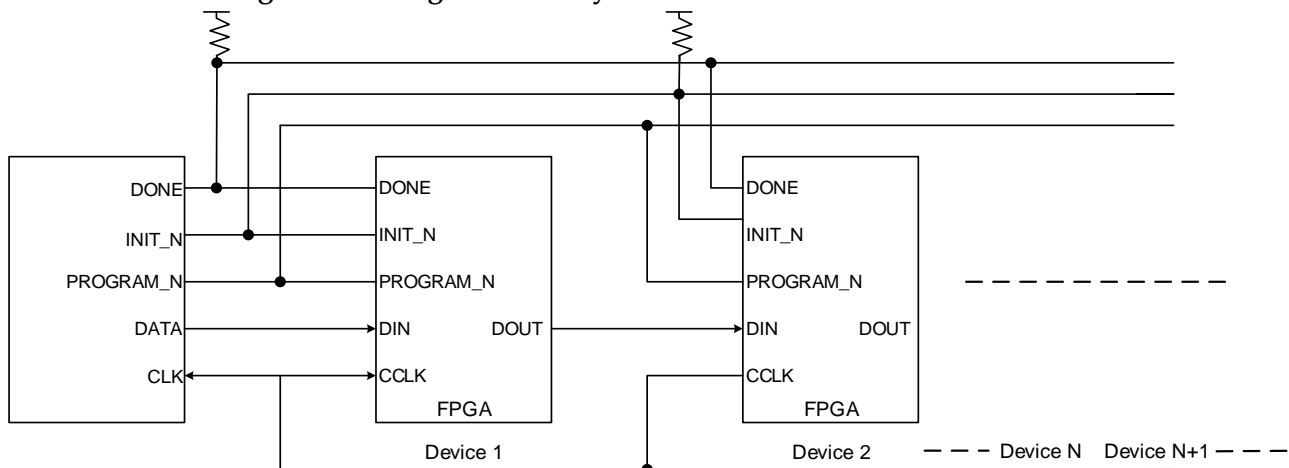 DONE
INIT_N
PROGRAM_N
DATA
CLK
DONE
INIT_N
PROGRAM_N
DIN
DOUT
CCLK
FPGA
Device 1
DONE
INIT_N
PROGRAM_N
DIN
DOUT
CCLK
FPGA
Device 2
Device N
Device N+1